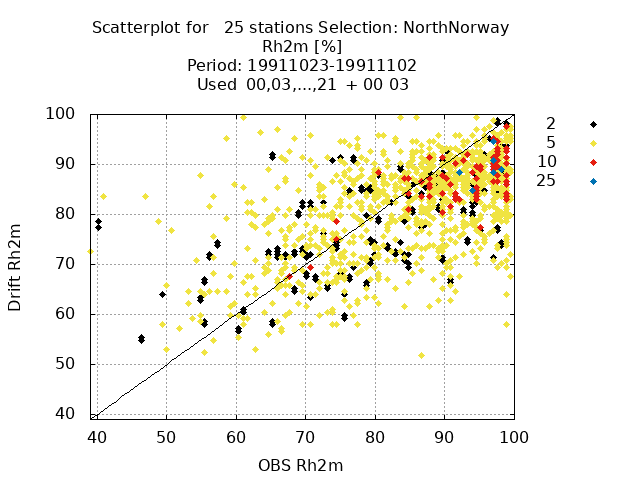 Scatterplot for   25 stations Selection: NorthNorway
Rh2m [%]
Period: 19911023-19911102
Used  00,03,...,21  + 00 03
100
90
80
70
60
50
40
Drift Rh2m
40 50 60 70 80 90 100
OBS Rh2m
2
5
10
25